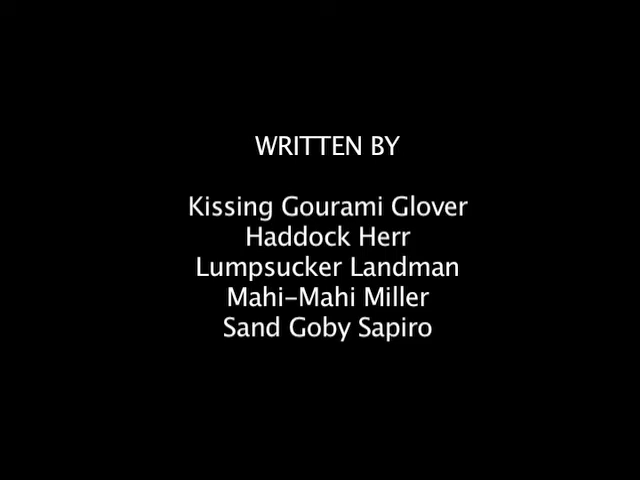 WRITTEN BY
Kissing Gourami Glover
Haddock Herr
Lumpsucker Landman
Mahi-Mahi Miller
Sand Goby Sapiro